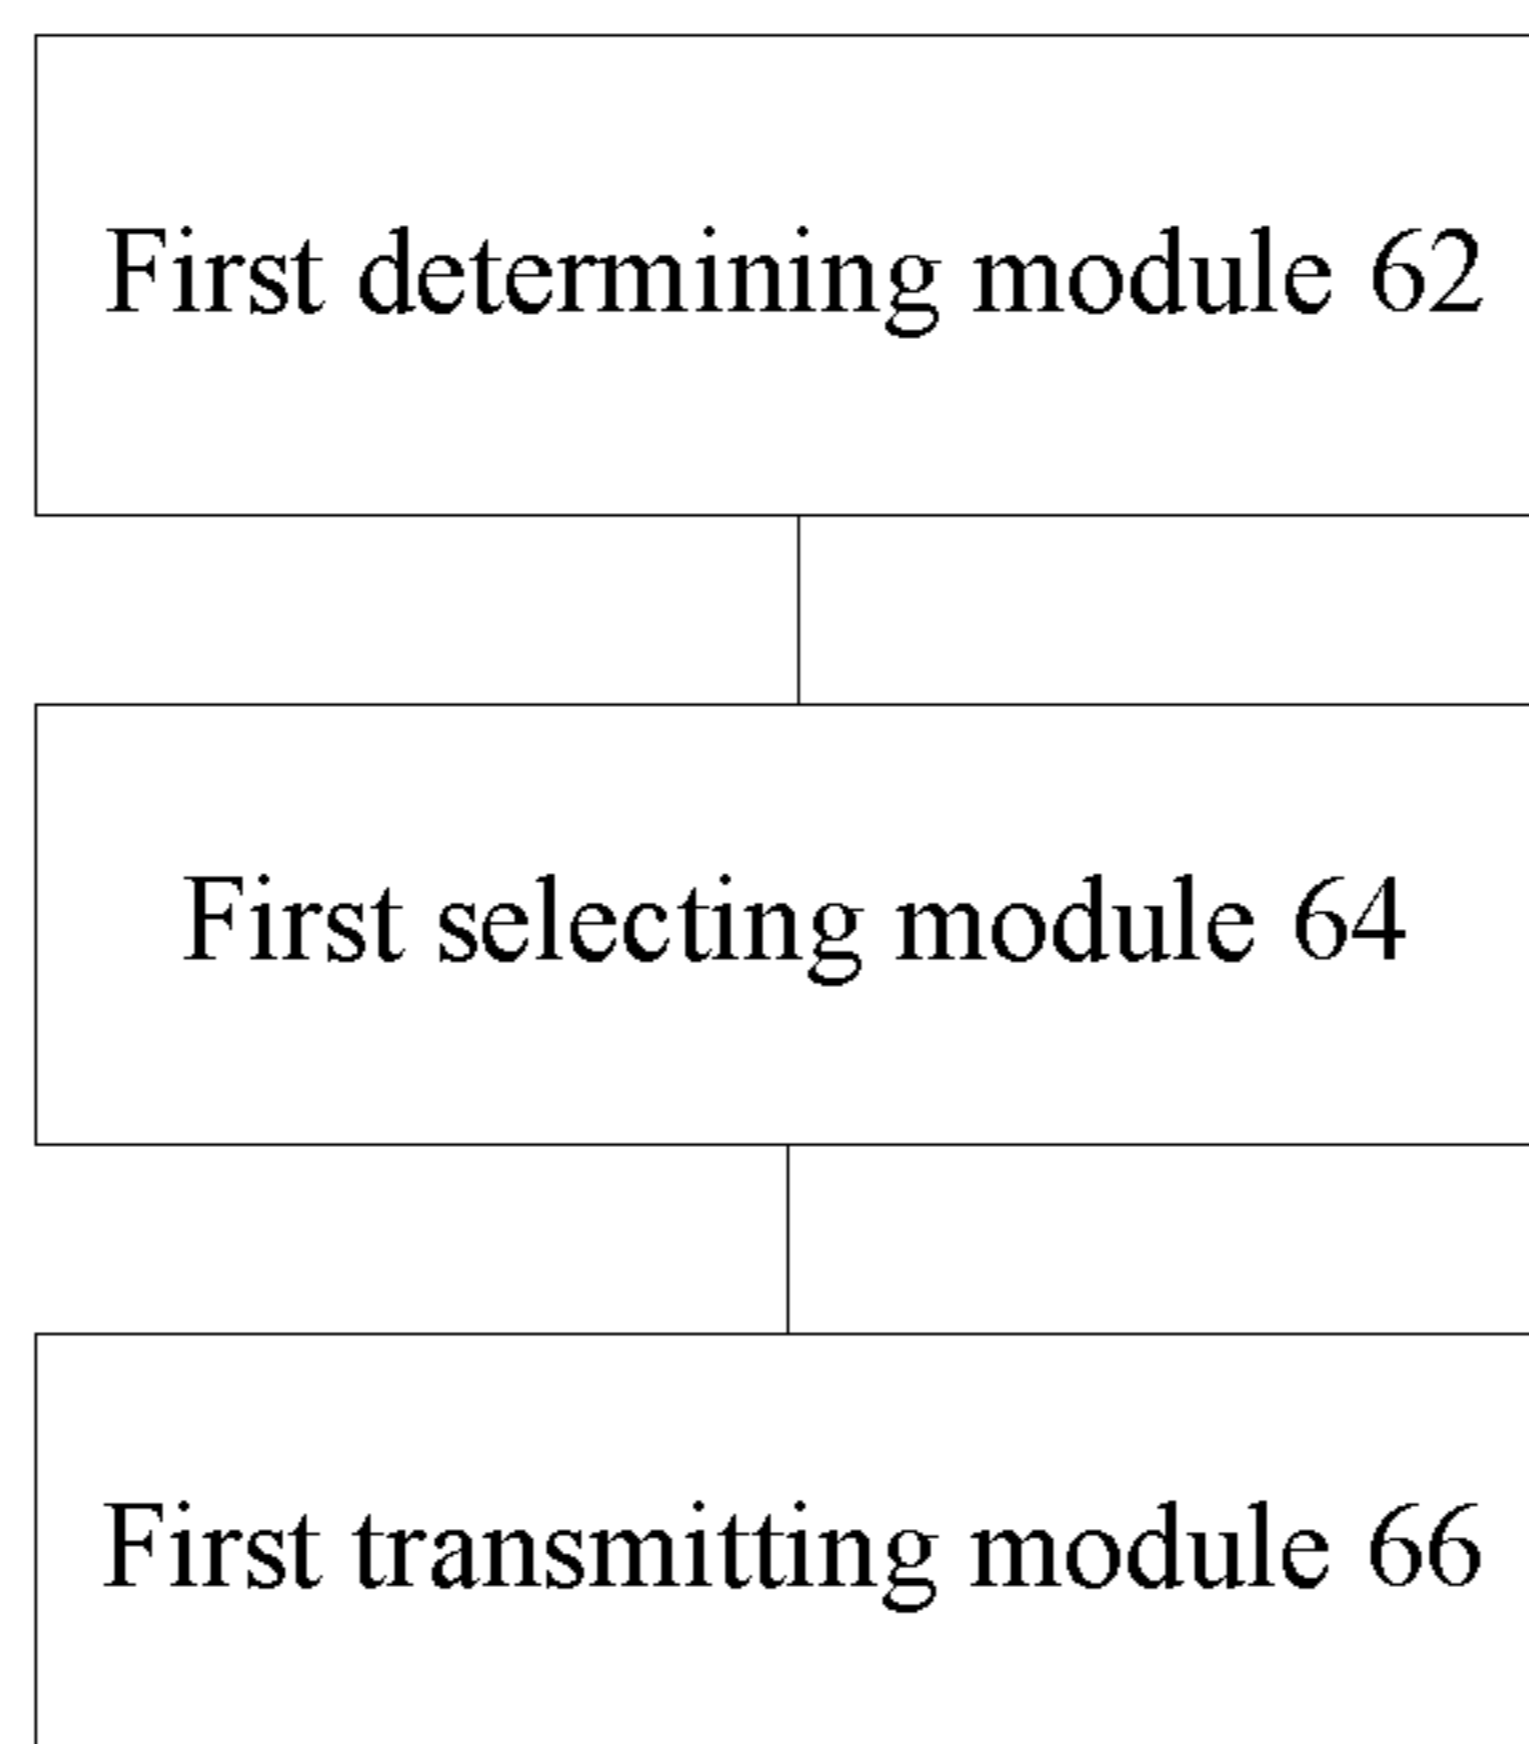 First determining module 62
First selecting module 64
First transmitting module 66